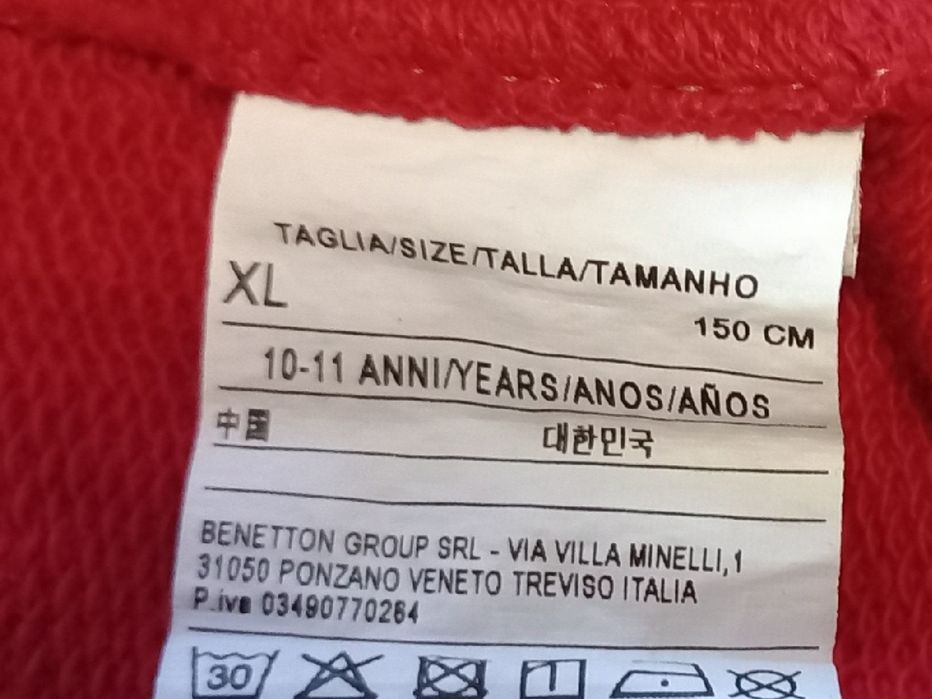 TAGLIA/SIZE/TALLA/TAMANHO
XL
150 CM
10-11 ANNI/YEARS/ANOS/AÑOS
中国 대한민국
BENETTON GROUP SRL - VIA VILLA MINELLI,1
31050 PONZANO VENETO TREVISO ITALIA
P.iva 03490770264
30